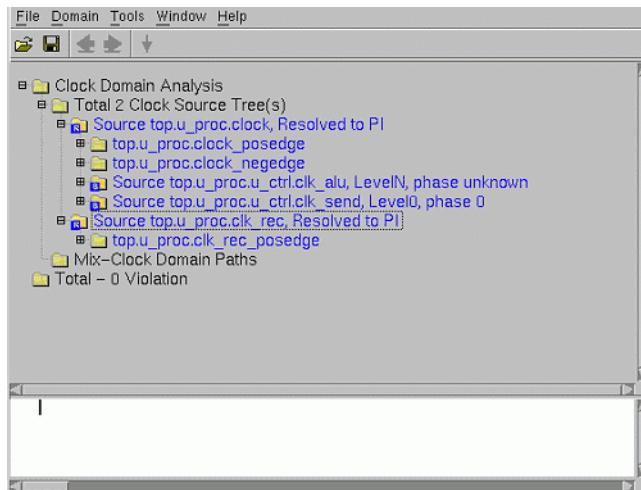 File Domain Tools Window Help
Clock Domain Analysis
Total 2 Clock Source Tree(s)
Source top.u_proc.clock, Resolved to PI
top.u_proc.clock_posedge
top.u_proc.clock_negedge
Source top.u_proc.u_ctrl.clk_alu, LevelN, phase unknown
Source top.u_proc.u_ctrl.clk_send, Level0, phase 0
Source top.u_proc.clk_rec, Resolved to PI
top.u_proc.clk_rec_posedge
Mix-Clock Domain Paths
Total - 0 Violation